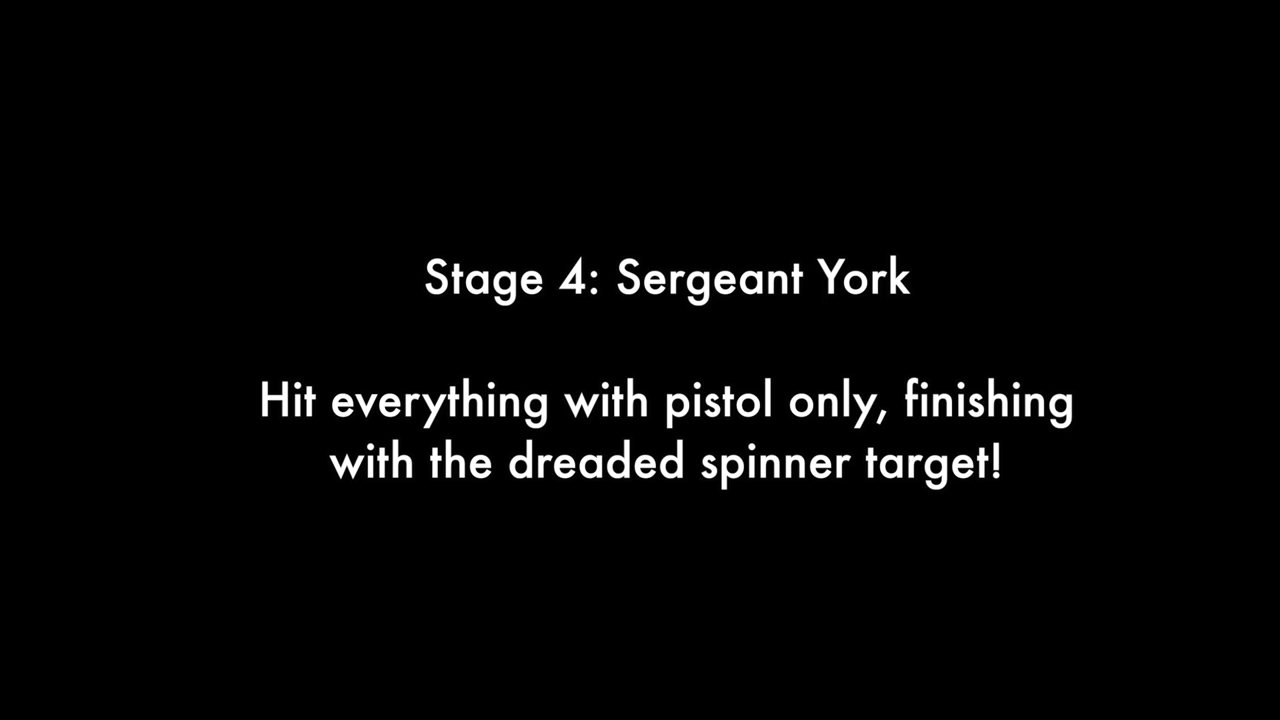 Stage 4: Sergeant York
Hit everything with pistol only, finishing
with the dreaded spinner target!